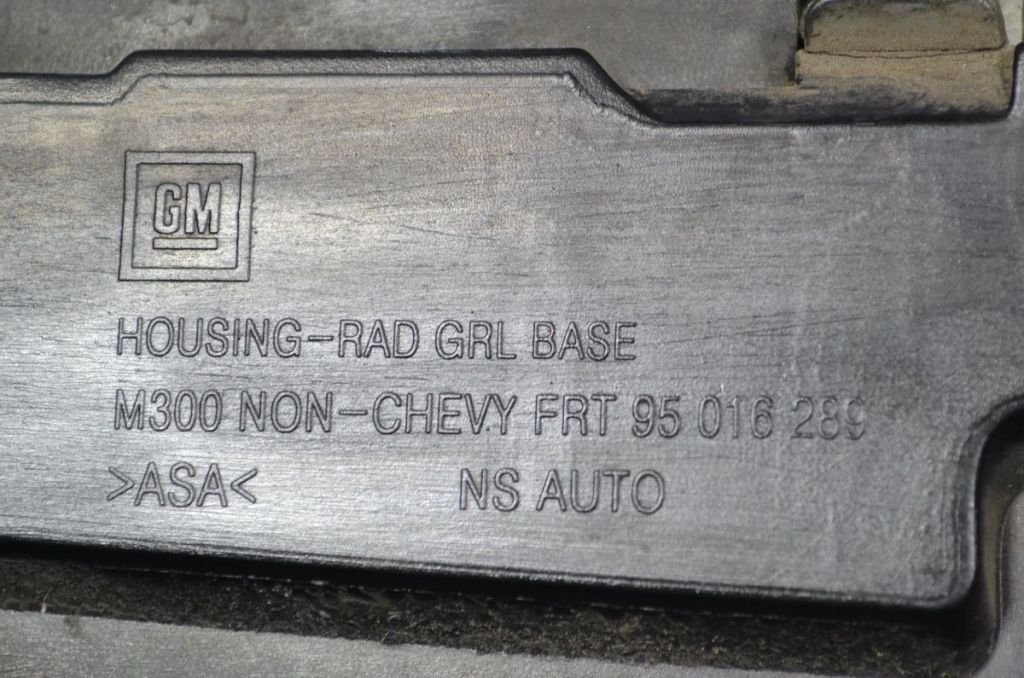 GM
HOUSING-RAD GRL BASE
M300 NON-CHEVY FRT 95 016 289
>ASA< NS AUTO